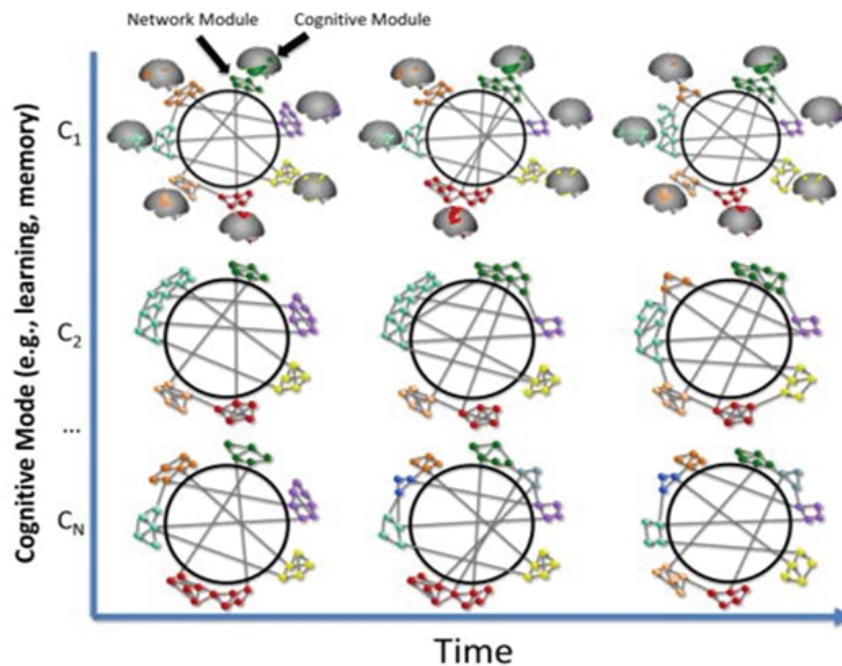 Network Module
Cognitive Module
Cognitive Mode (e.g., learning, memory)
C1
C2
...
CN
Time